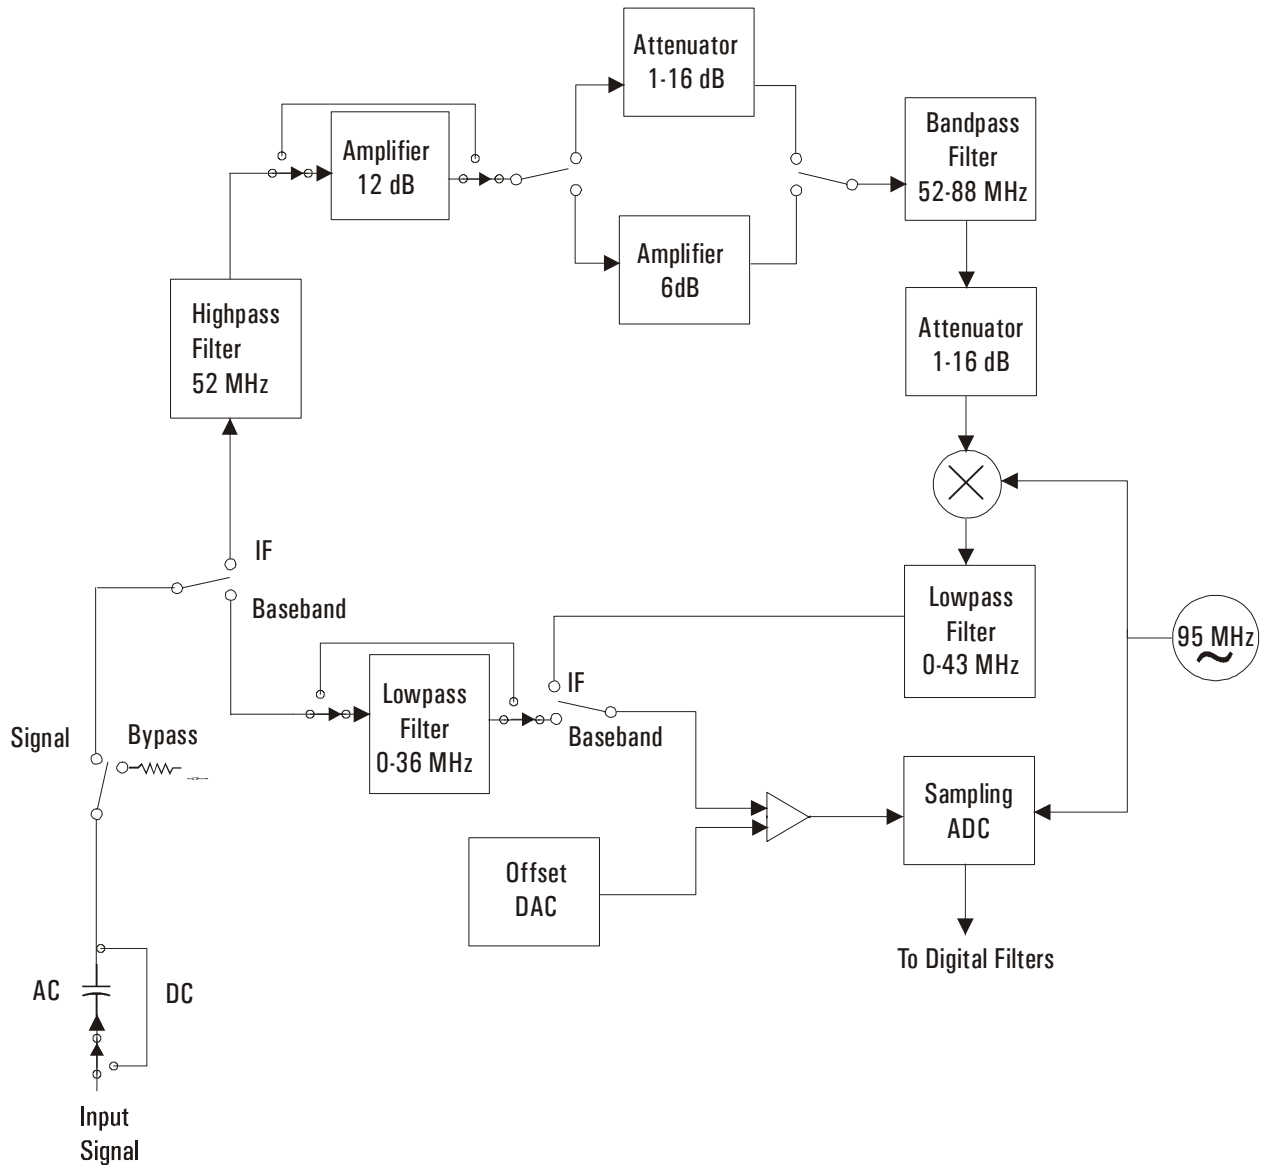 Attenuator
1-16 dB
Amplifier
12 dB
Bandpass
Filter
52-88 MHz
Amplifier
6dB
Highpass
Filter
52 MHz
Attenuator
1-16 dB
IF
Baseband
Lowpass
Filter
0-43 MHz
95 MHz
Lowpass
Filter
0-36 MHz
IF
Baseband
Signal
Bypass
Sampling
ADC
Offset
DAC
To Digital Filters
AC
DC
Input
Signal